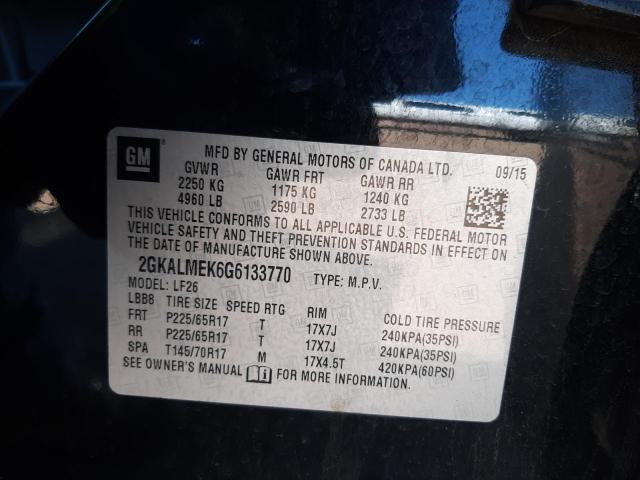 GM
MFD BY GENERAL MOTORS OF CANADA LTD. 09/15
GVWR GAWR FRT GAWR RR
2250 KG 1175 KG 1240 KG
4960 LB 2590 LB 2733 LB
THIS VEHICLE CONFORMS TO ALL APPLICABLE U.S. FEDERAL MOTOR
VEHICLE SAFETY AND THEFT PREVENTION STANDARDS IN EFFECT ON
THE DATE OF MANUFACTURE SHOWN ABOVE.
2GKALMEK6G6133770 TYPE: M.P.V.
MODEL: LF26
LBB8 TIRE SIZE SPEED RTG RIM COLD TIRE PRESSURE
FRT P225/65R17 T 17X7J 240KPA(35PSI)
RR P225/65R17 T 17X7J 240KPA(35PSI)
SPA T145/70R17 M 17X4.5T 420KPA(60PSI)
SEE OWNER'S MANUAL FOR MORE INFORMATION.